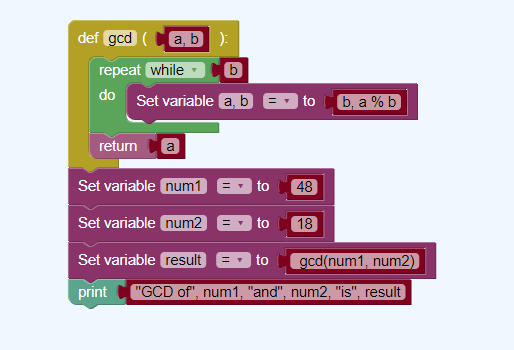 def gcd ( a, b ):
repeat while b
do Set variable a, b = to b, a % b
return a
Set variable num1 = to 48
Set variable num2 = to 18
Set variable result = to gcd(num1, num2)
print "GCD of", num1, "and", num2, "is", result